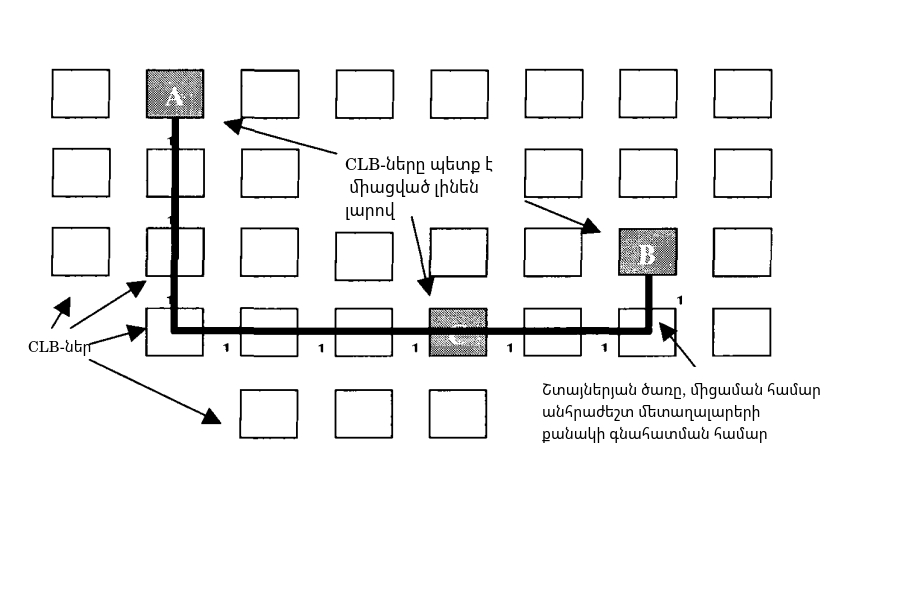 A
1
CLB-ները պետք է
միացված լինեն
լարով
1
B
1
1
CLB-ներ
C
1
1
1
1
1
Շտայներյան ծառը, միցաման համար
անհրաժեշտ մետաղալարերի
քանակի գնահատման համար